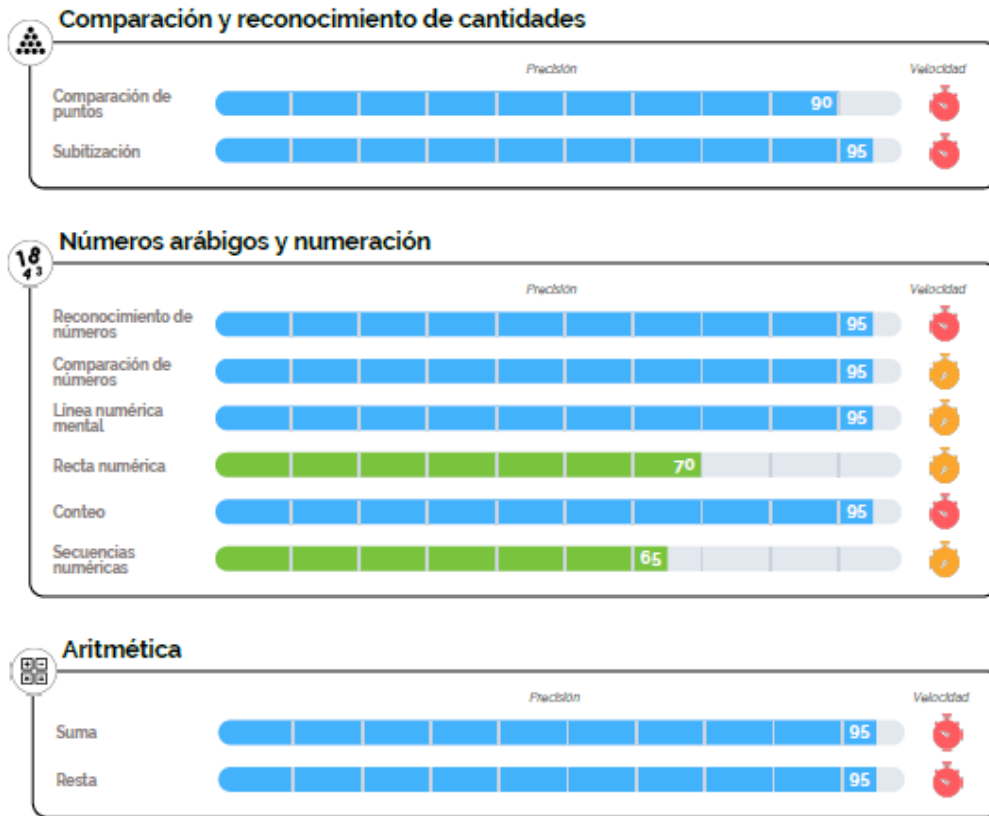 Comparación y reconocimiento de cantidades
Precisión
Velocidad
Comparación de
puntos
90
Subitización
95
18
43
Números arábigos y numeración
Precisión
Velocidad
Reconocimiento de
números
95
Comparación de
números
95
Línea numérica
mental
95
Recta numérica
70
Conteo
95
Secuencias
numéricas
65
Aritmética
Precisión
Velocidad
Suma
95
Resta
95